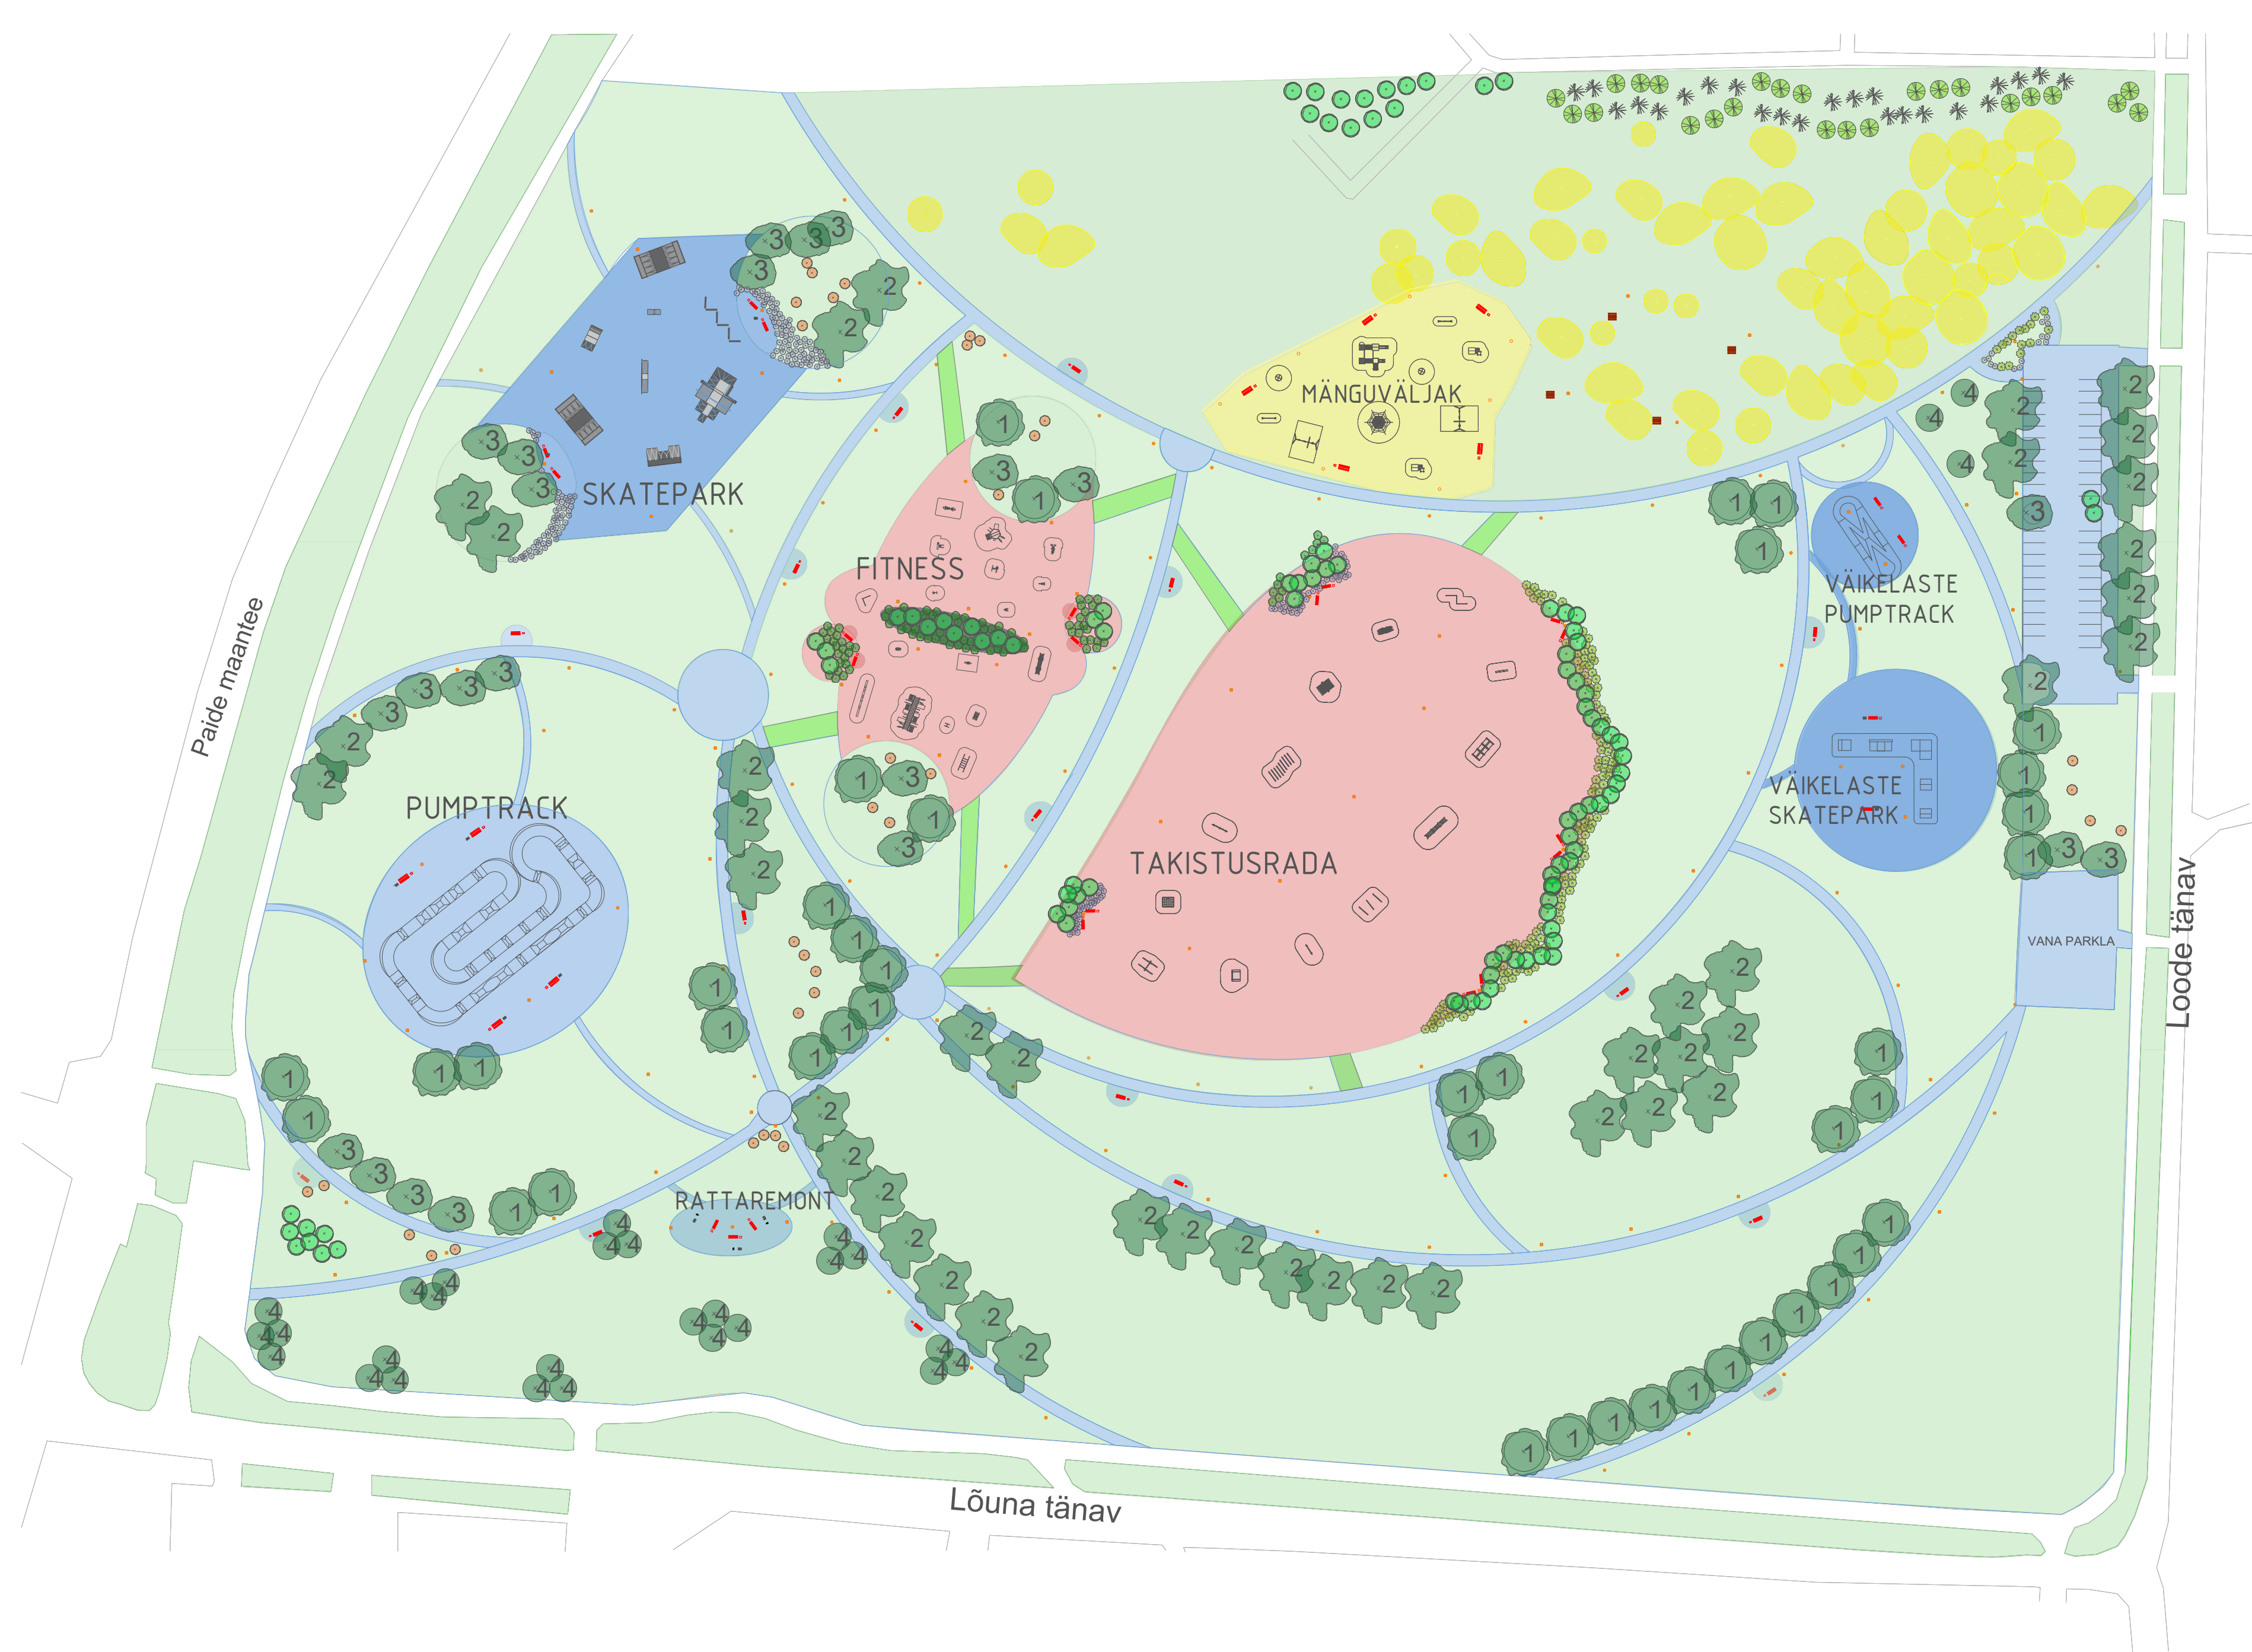 MÄNGUVÄLJAK
SKATEPARK
FITNESS
VÄIKELASTE
PUMPTRACK
Paide maantee
PUMPTRACK
VÄIKELASTE
SKATEPARK
TAKISTUSRADA
VANA PARKLA
Loode tänav
RATTAREMONT
Lõuna tänav